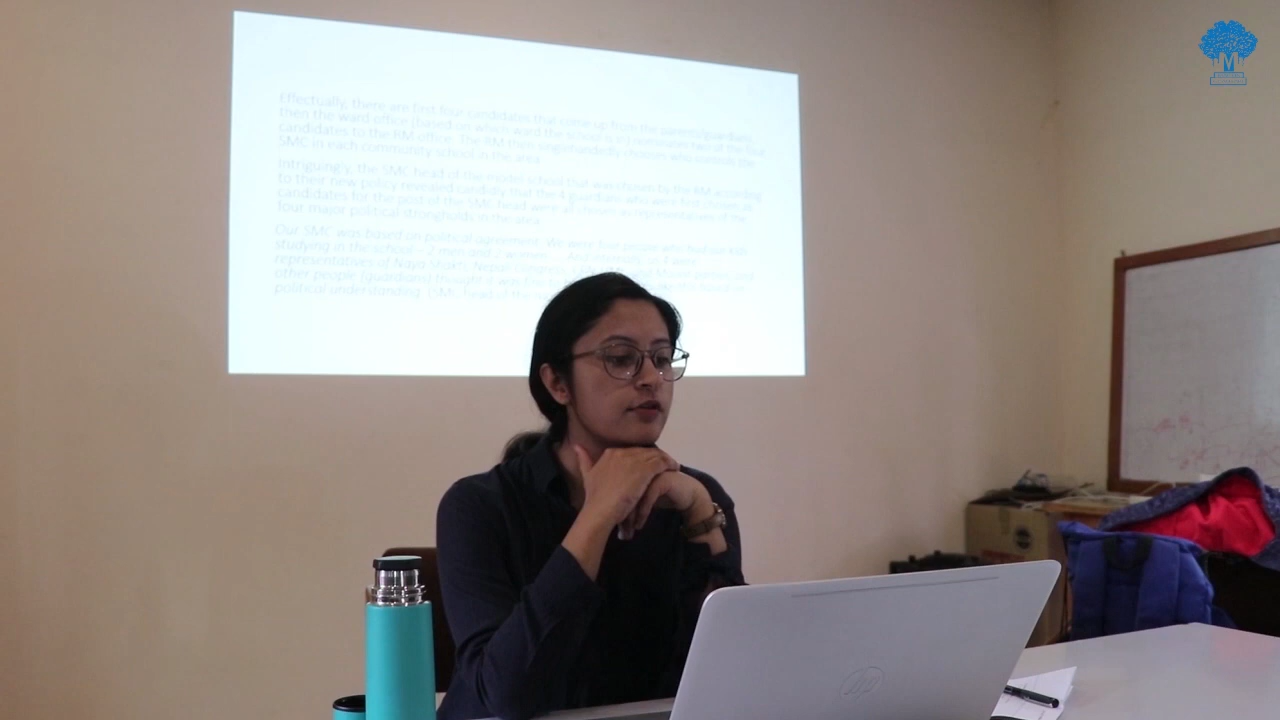 Effectually, there are first four candidates that come up from the parents/guardians,
then the ward office (based on which ward the school is in) nominates two of the four
candidates to the RM office. The RM then singlehandedly chooses who controls the
SMC in each community school in the area.
Intriguingly, the SMC head of the model school that was chosen by the RM according
to their new policy revealed candidly that the 4 guardians who were first chosen as
candidates for the post of the SMC head were all chosen as representatives of the
four major political strongholds in the area.
Our SMC was based on political agreement. We were four people who had our kids
studying in the school – 2 men and 2 women.
representatives of Naya Shakti, Nepali Congress,
other people (guardians) thought it was fine
political understanding. (SMC head of the
M
hp